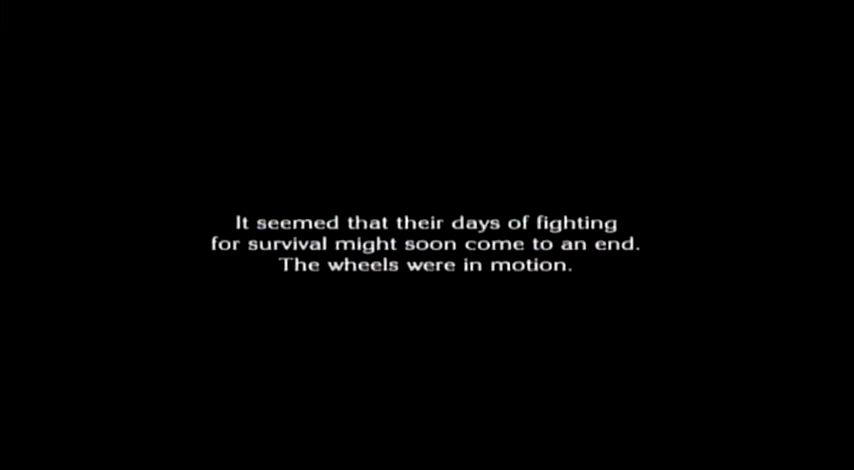 It seemed that their days of fighting
for survival might soon come to an end.
The wheels were in motion.